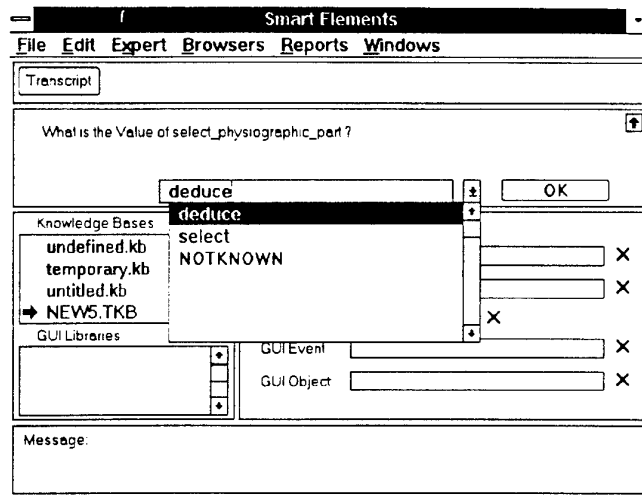 Smart Elements
File Edit Expert Browsers Reports Windows
Transcript
What is the Value of select_physiographic_part ?
deduce
OK
deduce
select
NOTKNOWN
Knowledge Bases
undefined.kb
temporary.kb
untitled.kb
NEW5.TKB
GUI Libraries
GUI Event
GUI Object
Message: